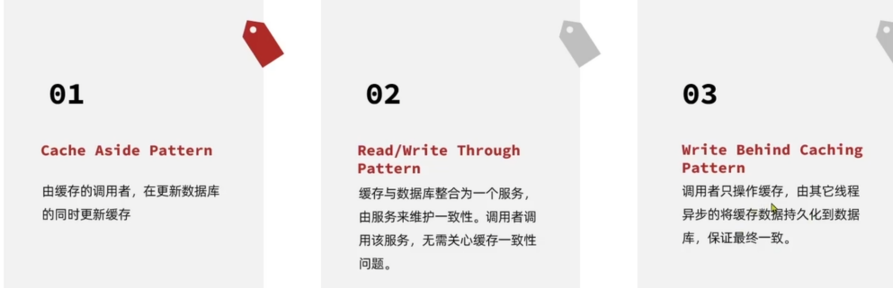 01
Cache Aside Pattern
由缓存的调用者，在更新数据库
的同时更新缓存
02
Read/Write Through
Pattern
缓存与数据库整合为一个服务，
由服务来维护一致性。调用者调
用该服务，无需关心缓存一致性
问题。
03
Write Behind Caching
Pattern
调用者只操作缓存，由其它线程
异步的将缓存数据持久化到数据
库，保证最终一致。